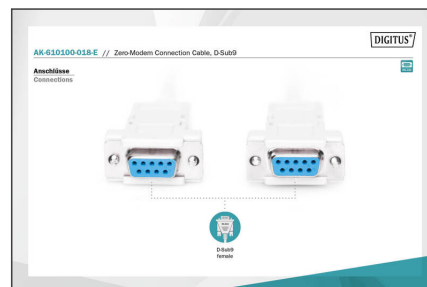 DIGITUS®
AK-610100-018-E // Zero-Modem Connection Cable, D-Sub9
Anschlüsse
Connections
D-Sub9
female